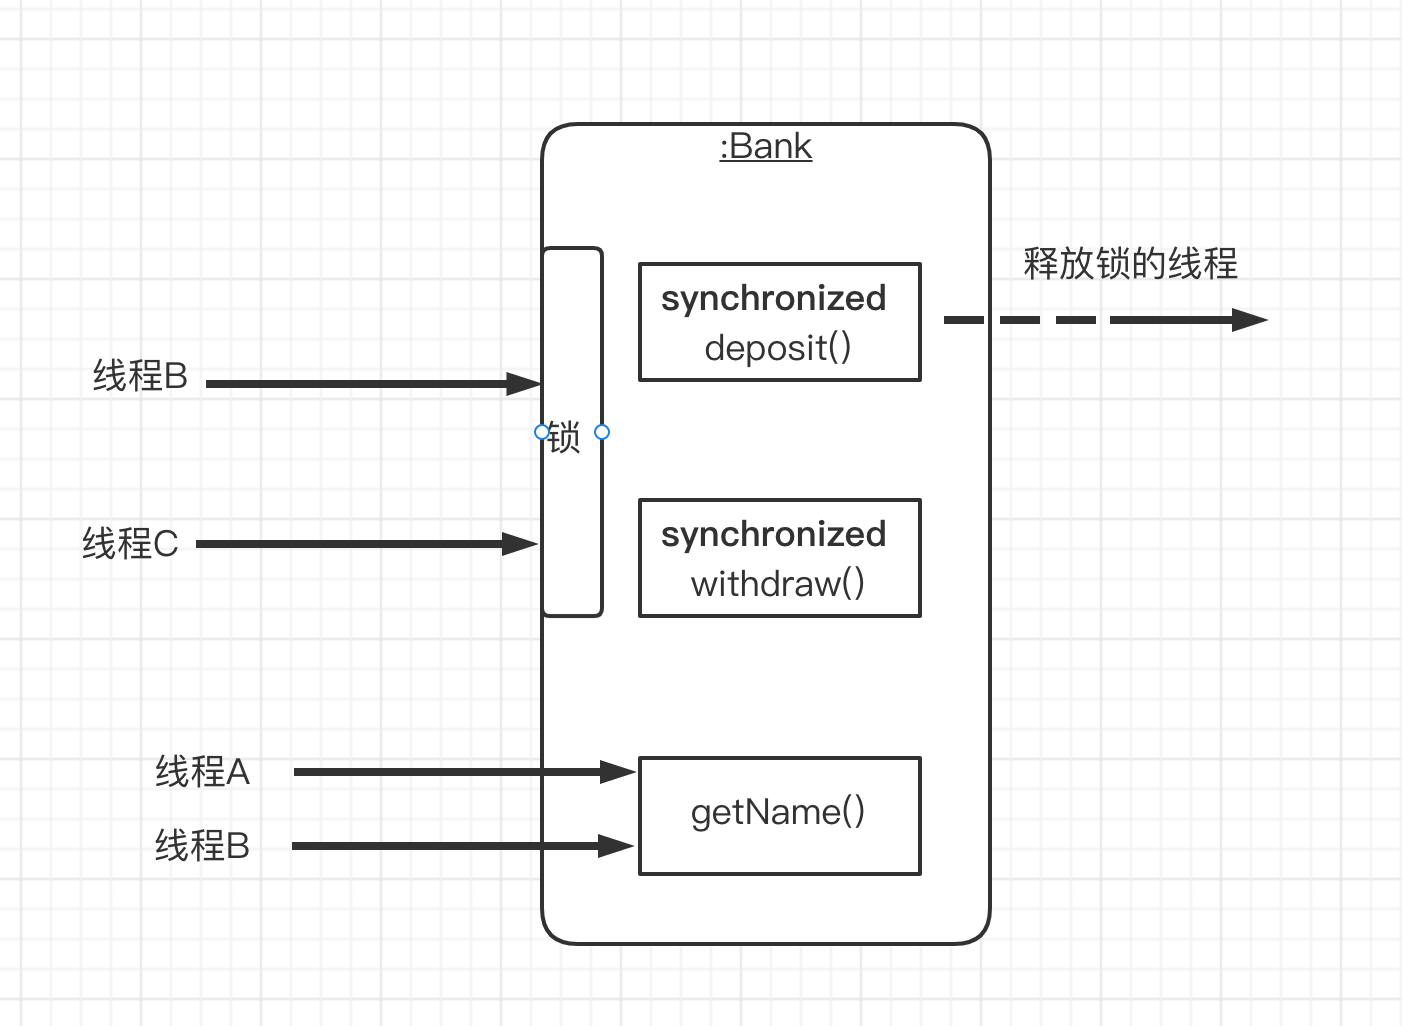 :Bank
synchronized
deposit()
释放锁的线程
线程B
锁
线程C
synchronized
withdraw()
线程A
getName()
线程B